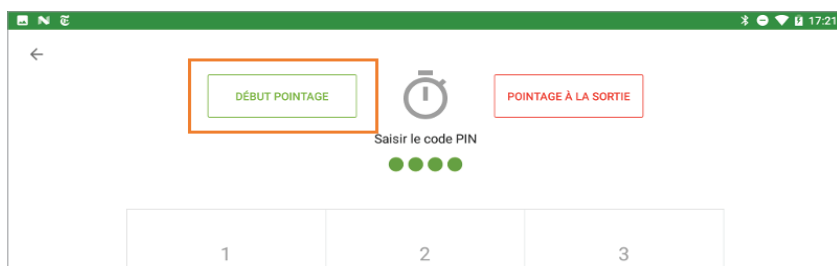 17:21
DÉBUT POINTAGE
POINTAGE À LA SORTIE
Saisir le code PIN
1 2 3